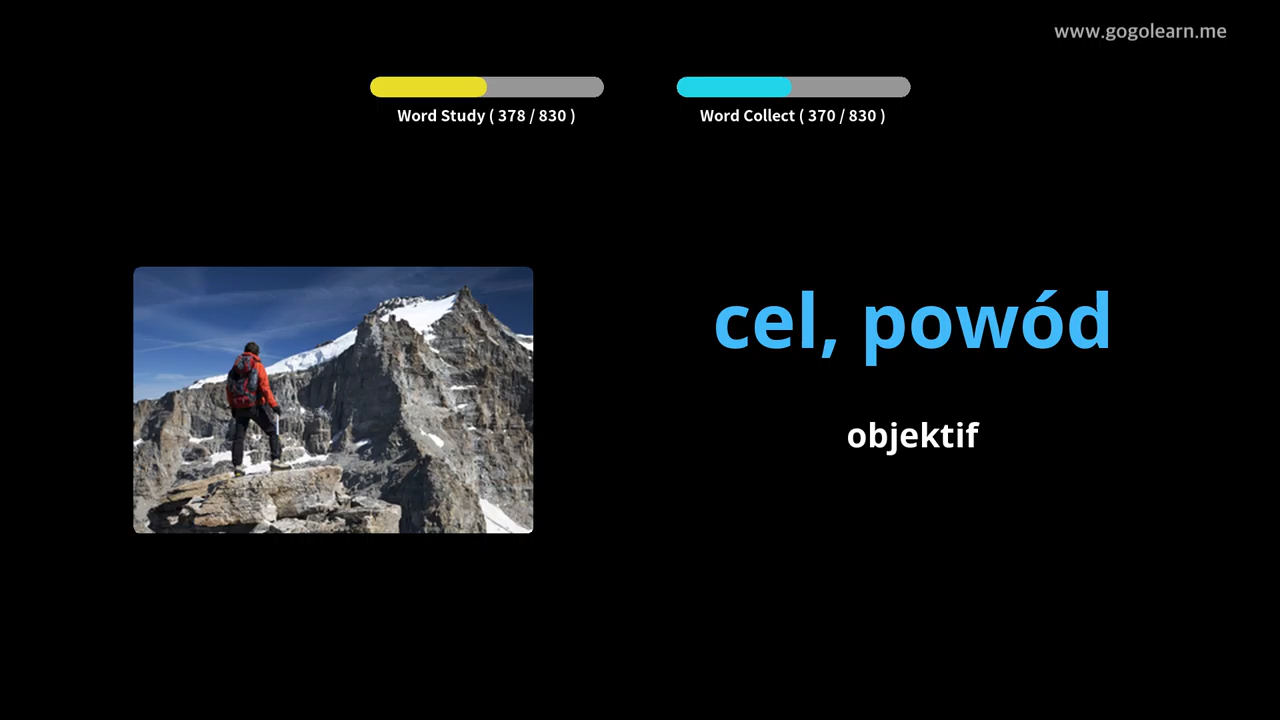 www.gogolearn.me
Word Study ( 378 / 830 )
Word Collect ( 370 / 830 )
cel, powód
objektif